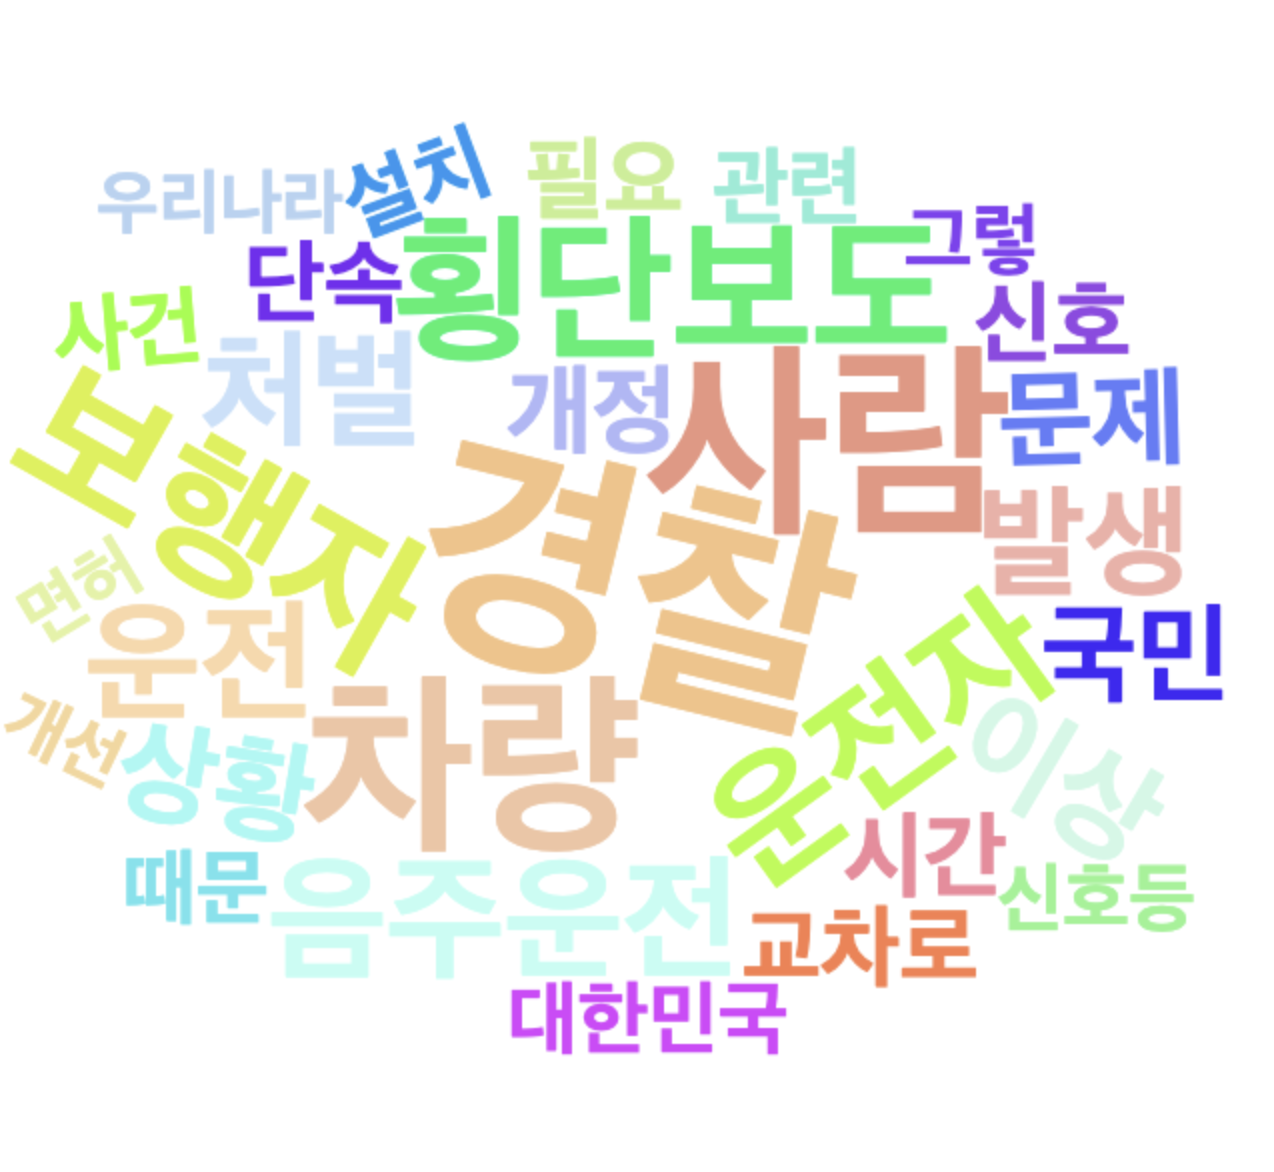 우리나라
설치
필요
관련
그렇
단속
횡단보도
신호
사건
처벌
개정
사람
문제
보행자
경찰
발생
면허
운전
운전자
국민
개선
상황
차량
이상
시간
때문
음주운전
신호등
교차로
대한민국